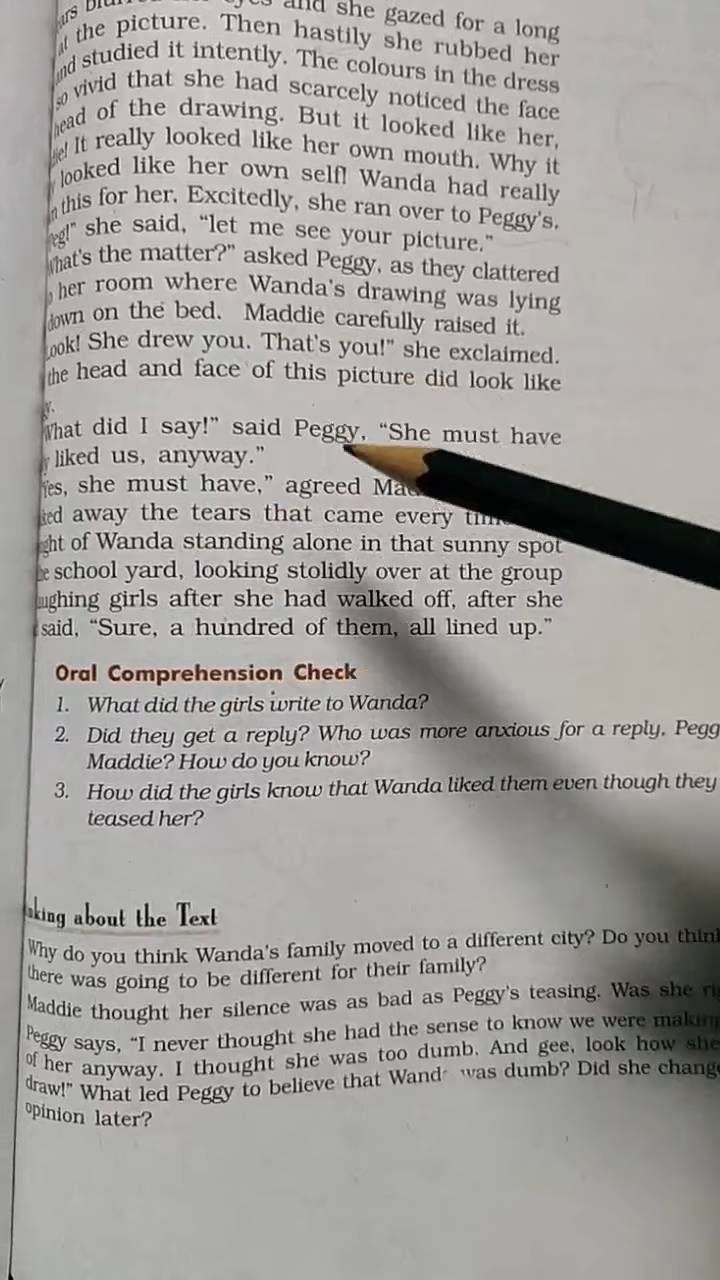 and she gazed for a long
the picture. Then hastily she rubbed her
and studied it intently. The colours in the dress
so vivid that she had scarcely noticed the face
head of the drawing. But it looked like her,
It really looked like her own mouth. Why it
looked like her own self! Wanda had really
this for her. Excitedly, she ran over to Peggy's.
she said, “let me see your picture.”
What's the matter?” asked Peggy, as they clattered
her room where Wanda's drawing was lying
down on the bed. Maddie carefully raised it.
Look! She drew you. That's you!” she exclaimed.
the head and face of this picture did look like
What did I say!” said Peggy, “She must have
liked us, anyway.”
Yes, she must have,” agreed
away the tears that came every
of Wanda standing alone in that sunny spot
school yard, looking stolidly over at the group
girls after she had walked off, after she
said, “Sure, a hundred of them, all lined up.”
Oral Comprehension Check
1. What did the girls write to Wanda?
2. Did they get a reply? Who was more anxious for a reply,
Maddie? How do you know?
3. How did the girls know that Wanda liked them even though they
teased her?
about the Text
Why do you think Wanda's family moved to a different city? Do you
there was going to be different for their family?
Maddie thought her silence was as bad as Peggy's teasing. Was she
Peggy says, “I never thought she had the sense to know we were
of her anyway. I thought she was too dumb. And gee, look how she
draw!” What led Peggy to believe that was dumb? Did she
opinion later?